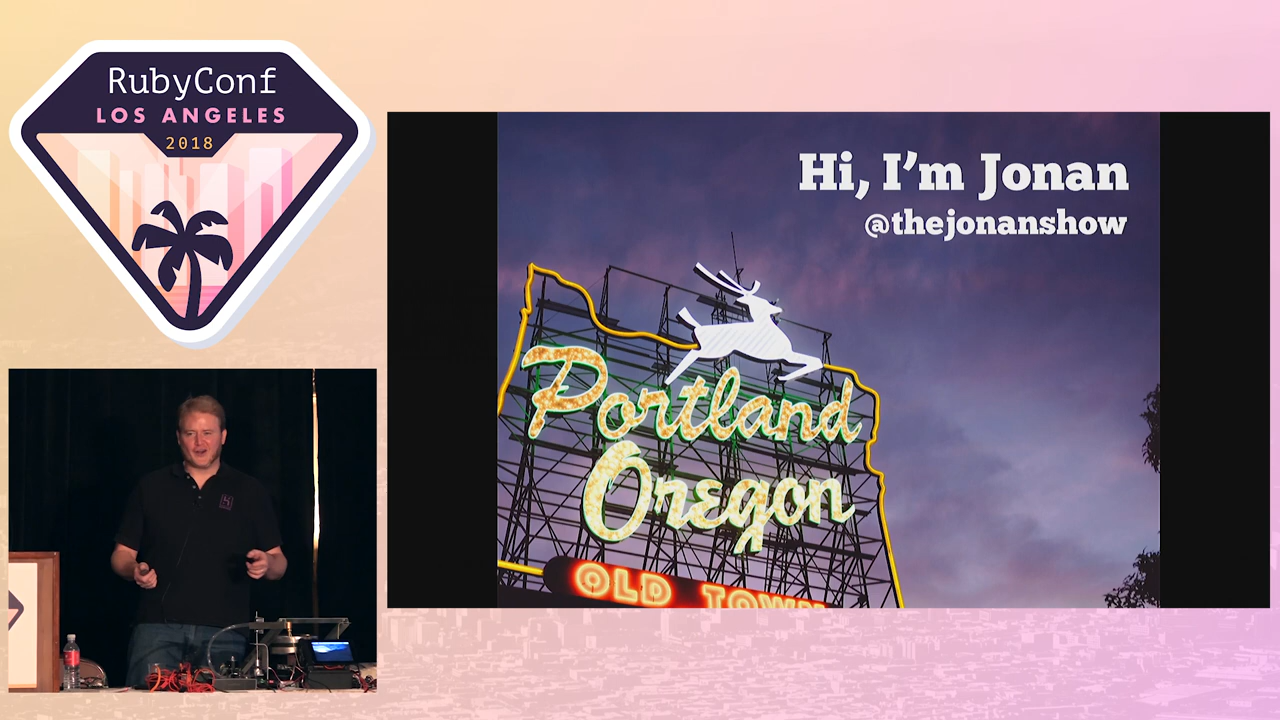 RubyConf
LOS ANGELES
2018
Hi, I’m Jonan
@thejonanshow
Portland
Oregon
OLD TOWN